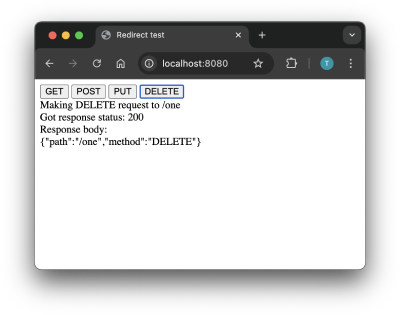 Redirect test
localhost:8080
T
GET POST PUT DELETE
Making DELETE request to /one
Got response status: 200
Response body:
{"path":"/one","method":"DELETE"}